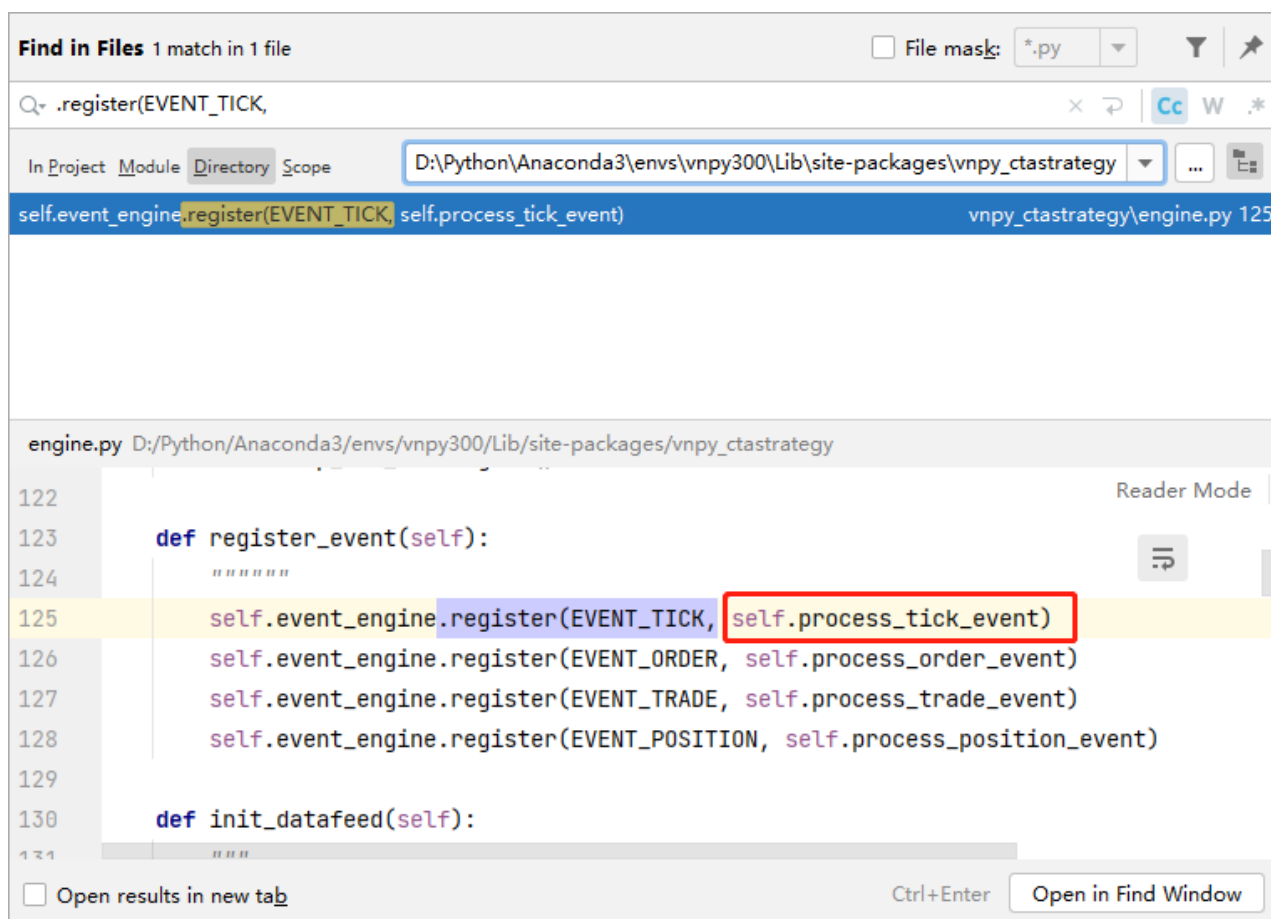 Find in Files 1 match in 1 file File mask: *.py
.register(EVENT_TICK, Cc W .*
In Project Module Directory Scope D:\Python\Anaconda3\envs\vnpy300\Lib\site-packages\vnpy_ctastrategy ...
self.event_engine.register(EVENT_TICK, self.process_tick_event) vnpy_ctastrategy\engine.py 125
engine.py D:/Python/Anaconda3/envs/vnpy300/Lib/site-packages/vnpy_ctastrategy
122 Reader Mode
123 def register_event(self):
124 """"""
125 self.event_engine.register(EVENT_TICK, self.process_tick_event)
126 self.event_engine.register(EVENT_ORDER, self.process_order_event)
127 self.event_engine.register(EVENT_TRADE, self.process_trade_event)
128 self.event_engine.register(EVENT_POSITION, self.process_position_event)
129
130 def init_datafeed(self):
131 """
Open results in new tab Ctrl+Enter Open in Find Window